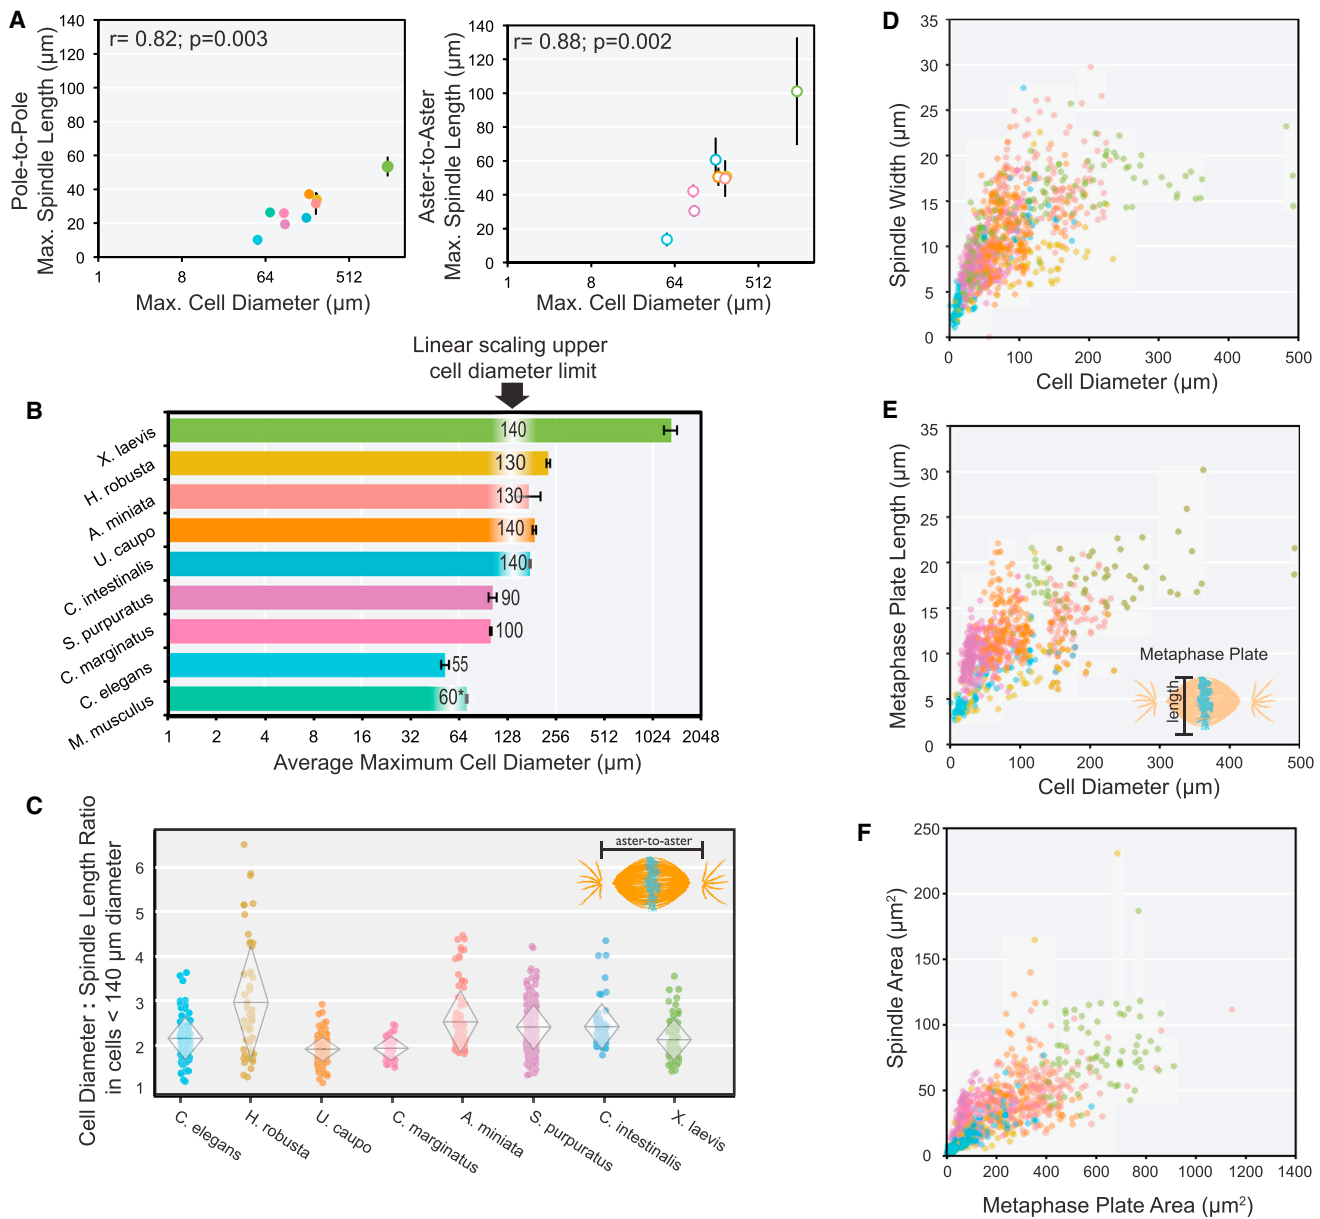 A
r= 0.82; p=0.003
Pole-to-Pole
Max. Spindle Length (µm)
140
120
100
80
60
40
20
0
1
8
64
512
Max. Cell Diameter (µm)
r= 0.88; p=0.002
Aster-to-Aster
Max. Spindle Length (µm)
140
120
100
80
60
40
20
0
1
8
64
512
Max. Cell Diameter (µm)
Linear scaling upper
cell diameter limit
B
X. laevis
H. robusta
A. miniata
U. caupo
C. intestinalis
S. purpuratus
C. marginatus
C. elegans
M. musculus
140
130
130
140
140
90
100
55
60*
1
2
4
8
16
32
64
128
256
512
1024
2048
Average Maximum Cell Diameter (µm)
C
Cell Diameter : Spindle Length Ratio
in cells < 140 µm diameter
6
5
4
3
2
1
aster-to-aster
C. elegans
H. robusta
U. caupo
C. marginatus
A. miniata
S. purpuratus
C. intestinalis
X. laevis
D
Spindle Width (µm)
35
30
25
20
15
10
5
0
0
100
200
300
400
500
Cell Diameter (µm)
E
Metaphase Plate Length (µm)
35
30
25
20
15
10
5
0
Metaphase Plate
length
0
100
200
300
400
500
Cell Diameter (µm)
F
Spindle Area (µm²)
250
200
150
100
50
0
0
200
400
600
800
1000
1200
1400
Metaphase Plate Area (µm²)